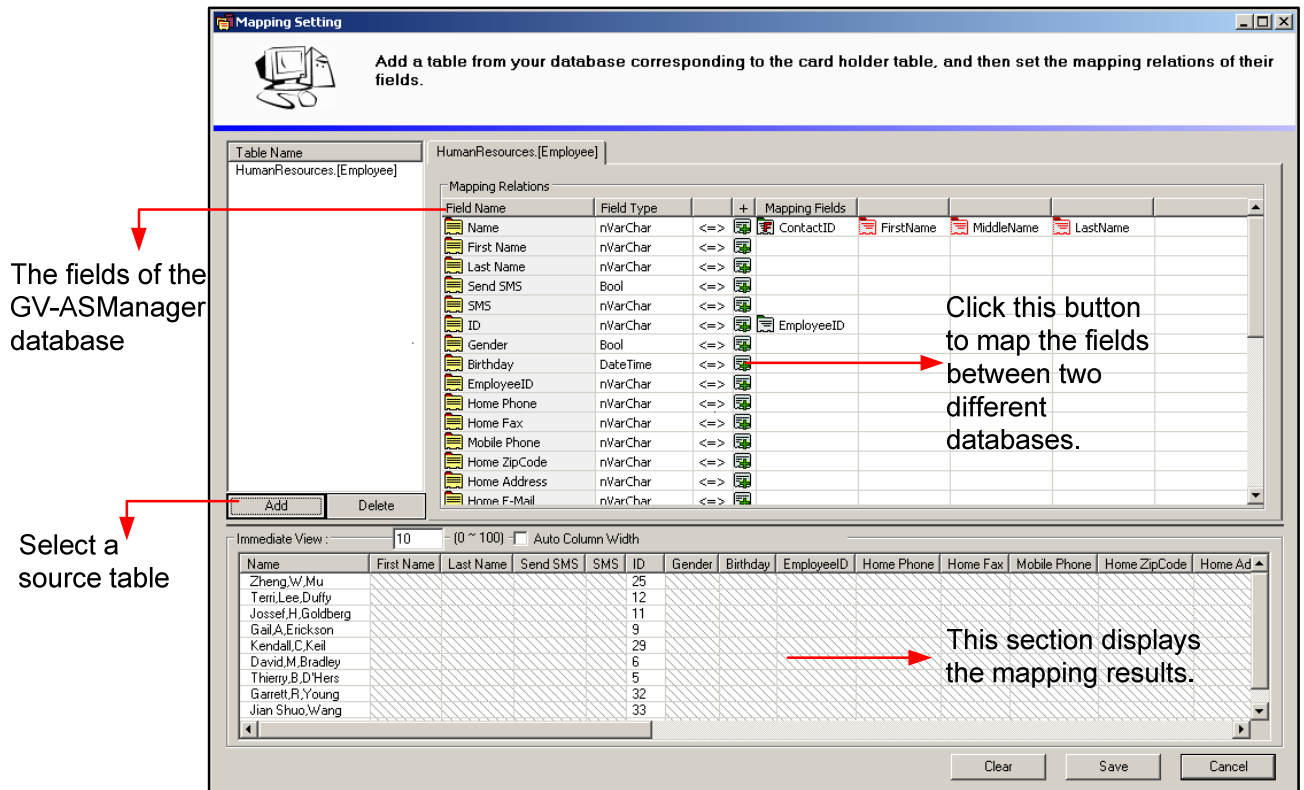 Mapping Setting
Add a table from your database corresponding to the card holder table, and then set the mapping relations of their
fields.
Table Name
HumanResources.[Employee]
HumanResources.[Employee]
Mapping Relations
Field Name Field Type + Mapping Fields
Name nVarChar <=> ContactID FirstName MiddleName LastName
First Name nVarChar <=>
Last Name nVarChar <=>
Send SMS Bool <=>
SMS nVarChar <=>
ID nVarChar <=> EmployeeID
Gender Bool <=>
Birthday DateTime <=>
EmployeeID nVarChar <=>
Home Phone nVarChar <=>
Home Fax nVarChar <=>
Mobile Phone nVarChar <=>
Home ZipCode nVarChar <=>
Home Address nVarChar <=>
Home E-Mail nVarChar <=>
The fields of the
GV-ASManager
database
Click this button
to map the fields
between two
different
databases.
Add Delete
Select a
source table
Immediate View : 10 (0 ~ 100) Auto Column Width
Name First Name Last Name Send SMS SMS ID Gender Birthday EmployeeID Home Phone Home Fax Mobile Phone Home ZipCode Home Ad
Zheng,W,Mu 25
Terri,Lee,Duffy 12
Jossef,H,Goldberg 11
Gail,A,Erickson 9
Kendall,C,Keil 29
David,M,Bradley 6
Thierry,B,D'Hers 5
Garrett,R,Young 32
Jian Shuo,Wang 33
This section displays
the mapping results.
Clear Save Cancel